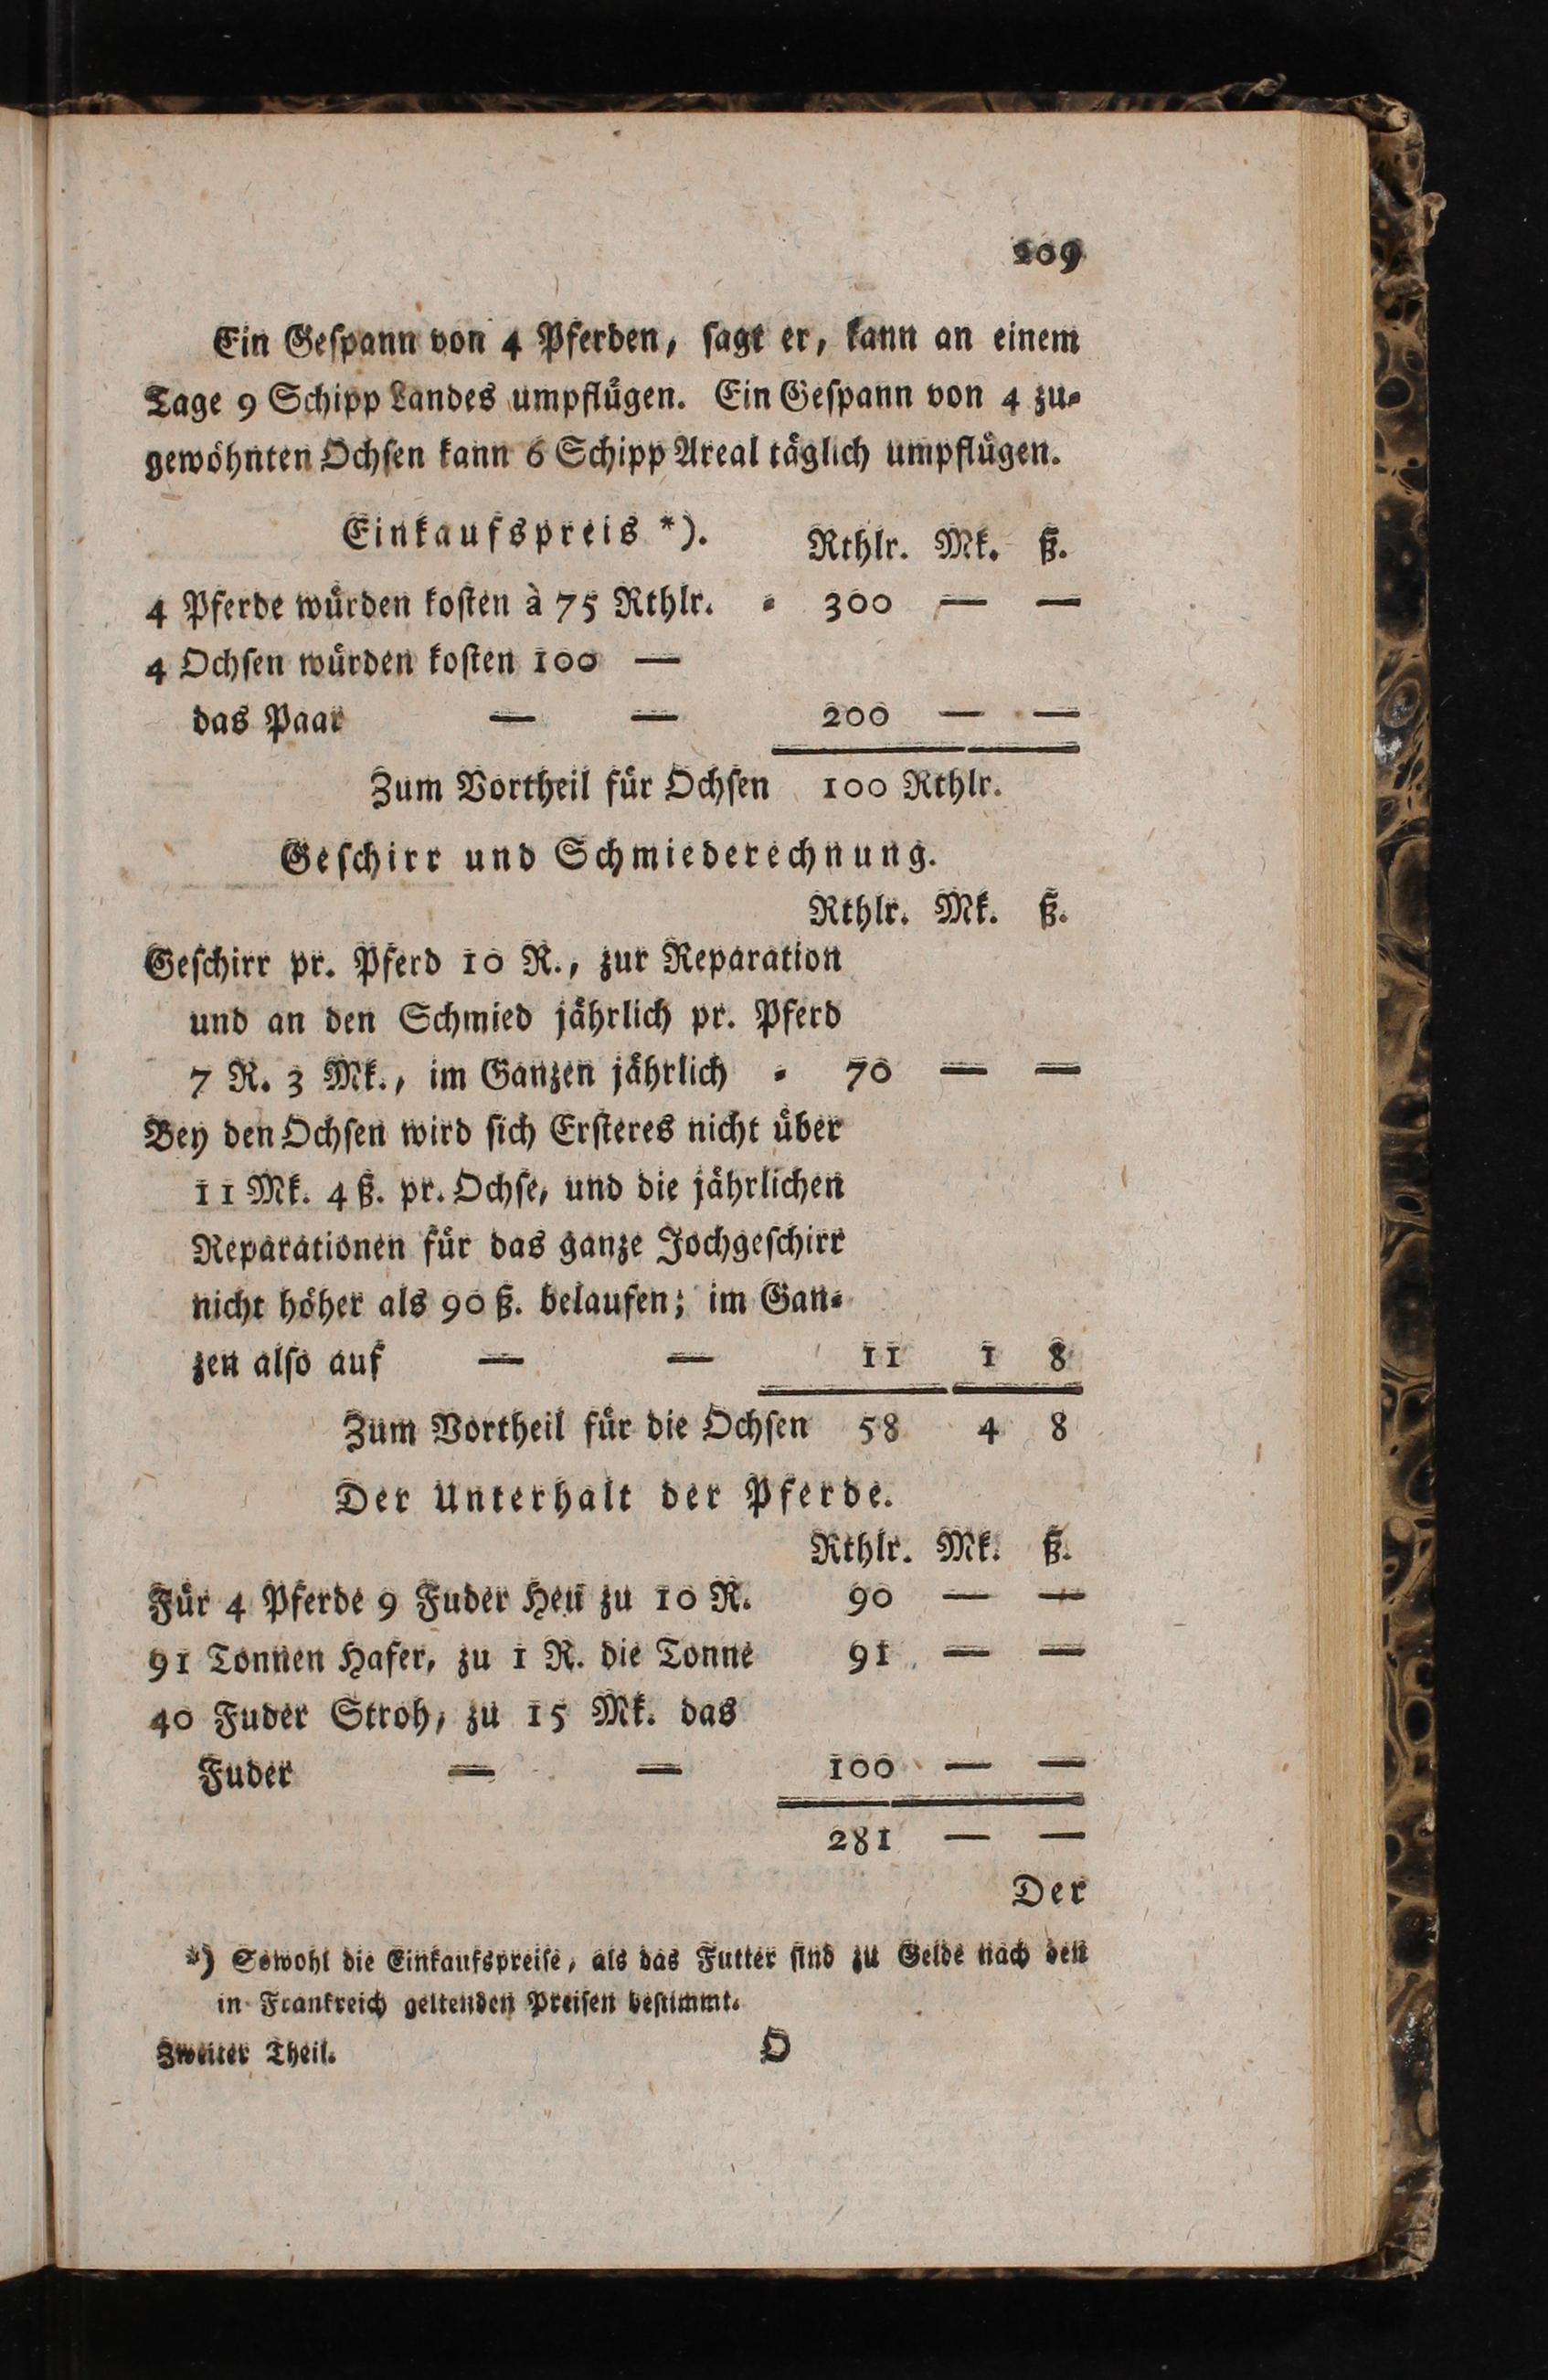 209
Ein Geſpann von 4 Pferden, ſagt er, kann an einem
Tage 9 Schipp Landes umpflügen. Ein Geſpann von 4 zu⸗
gewöhnten Ochſen kann 6 Schipp Areal täglich umpflügen.
Einkaufspreis *). Rthlr. Mk. ß.
4 Pferde würden koſten à 75 Rthlr. ⸗ 300 — —
4 Ochſen würden koſten 100 —
das Paar — — 200 — —
Zum Vortheil für Ochſen 100 Rthlr.
Geſchirr und Schmiederechnung.
Rthlr. Mk. ß.
Geſchirr pr. Pferd 10 R., zur Reparation
und an den Schmied jährlich pr. Pferd
7 R. 3 Mk., im Ganzen jährlich ⸗ 70 — —
Bey den Ochſen wird ſich Erſteres nicht über
11 Mk. 4 ß. pr. Ochſe, und die jährlichen
Reparationen für das ganze Jochgeſchirr
nicht höher als 90 ß. belaufen; im Gan⸗
zen alſo auf — — 11 1 8
Zum Vortheil für die Ochſen 58 4 8
Der Unterhalt der Pferde.
Rthlr. Mk. ß.
Für 4 Pferde 9 Fuder Heu zu 10 R. 90 — —
91 Tonnen Hafer, zu 1 R. die Tonne 91 — —
40 Fuder Stroh, zu 15 Mk. das
Fuder — — 100 — —
281 — —
Der
*) Sowohl die Einkaufspreiſe, als das Futter ſind zu Gelde nach den
in Frankreich geltenden Preiſen beſtimmt.
Zweiter Theil. O